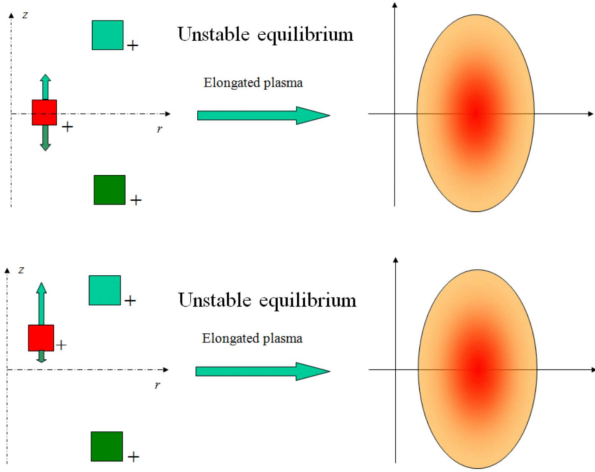 z
+
Unstable equilibrium
Elongated plasma
+
r
+
z
+
Unstable equilibrium
Elongated plasma
+
r
+